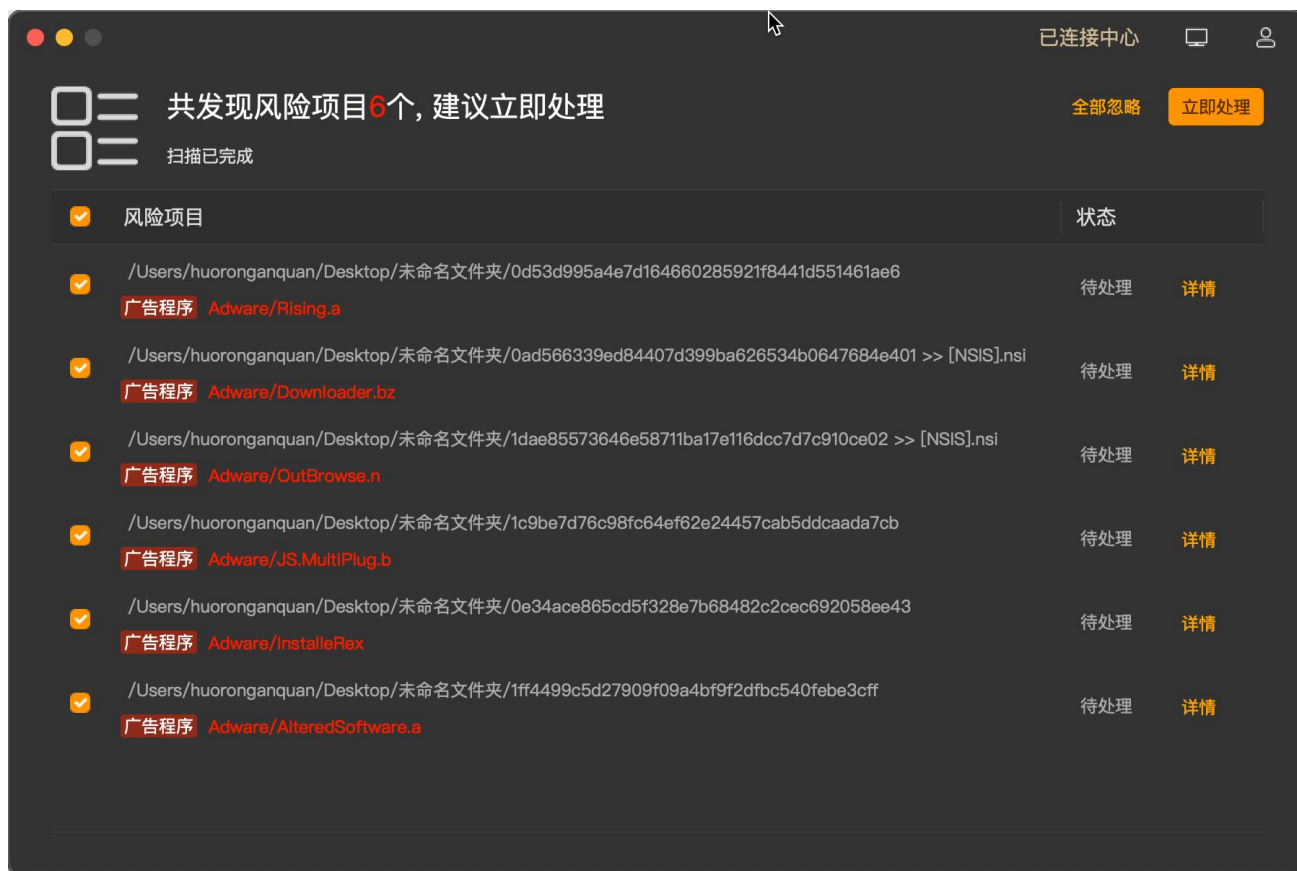 已连接中心
共发现风险项目6个, 建议立即处理
全部忽略
立即处理
扫描已完成
风险项目
状态
/Users/huoronganquan/Desktop/未命名文件夹/0d53d995a4e7d164660285921f8441d551461ae6
待处理
详情
广告程序 Adware/Rising.a
/Users/huoronganquan/Desktop/未命名文件夹/0ad566339ed84407d399ba626534b0647684e401 >> [NSIS].nsi
待处理
详情
广告程序 Adware/Downloader.bz
/Users/huoronganquan/Desktop/未命名文件夹/1dae85573646e58711ba17e116dcc7d7c910ce02 >> [NSIS].nsi
待处理
详情
广告程序 Adware/OutBrowse.n
/Users/huoronganquan/Desktop/未命名文件夹/1c9be7d76c98fc64ef62e24457cab5ddcaada7cb
待处理
详情
广告程序 Adware/JS.MultiPlug.b
/Users/huoronganquan/Desktop/未命名文件夹/0e34ace865cd5f328e7b68482c2cec692058ee43
待处理
详情
广告程序 Adware/InstalleRex
/Users/huoronganquan/Desktop/未命名文件夹/1ff4499c5d27909f09a4bf9f2dfbc540febe3cff
待处理
详情
广告程序 Adware/AlteredSoftware.a